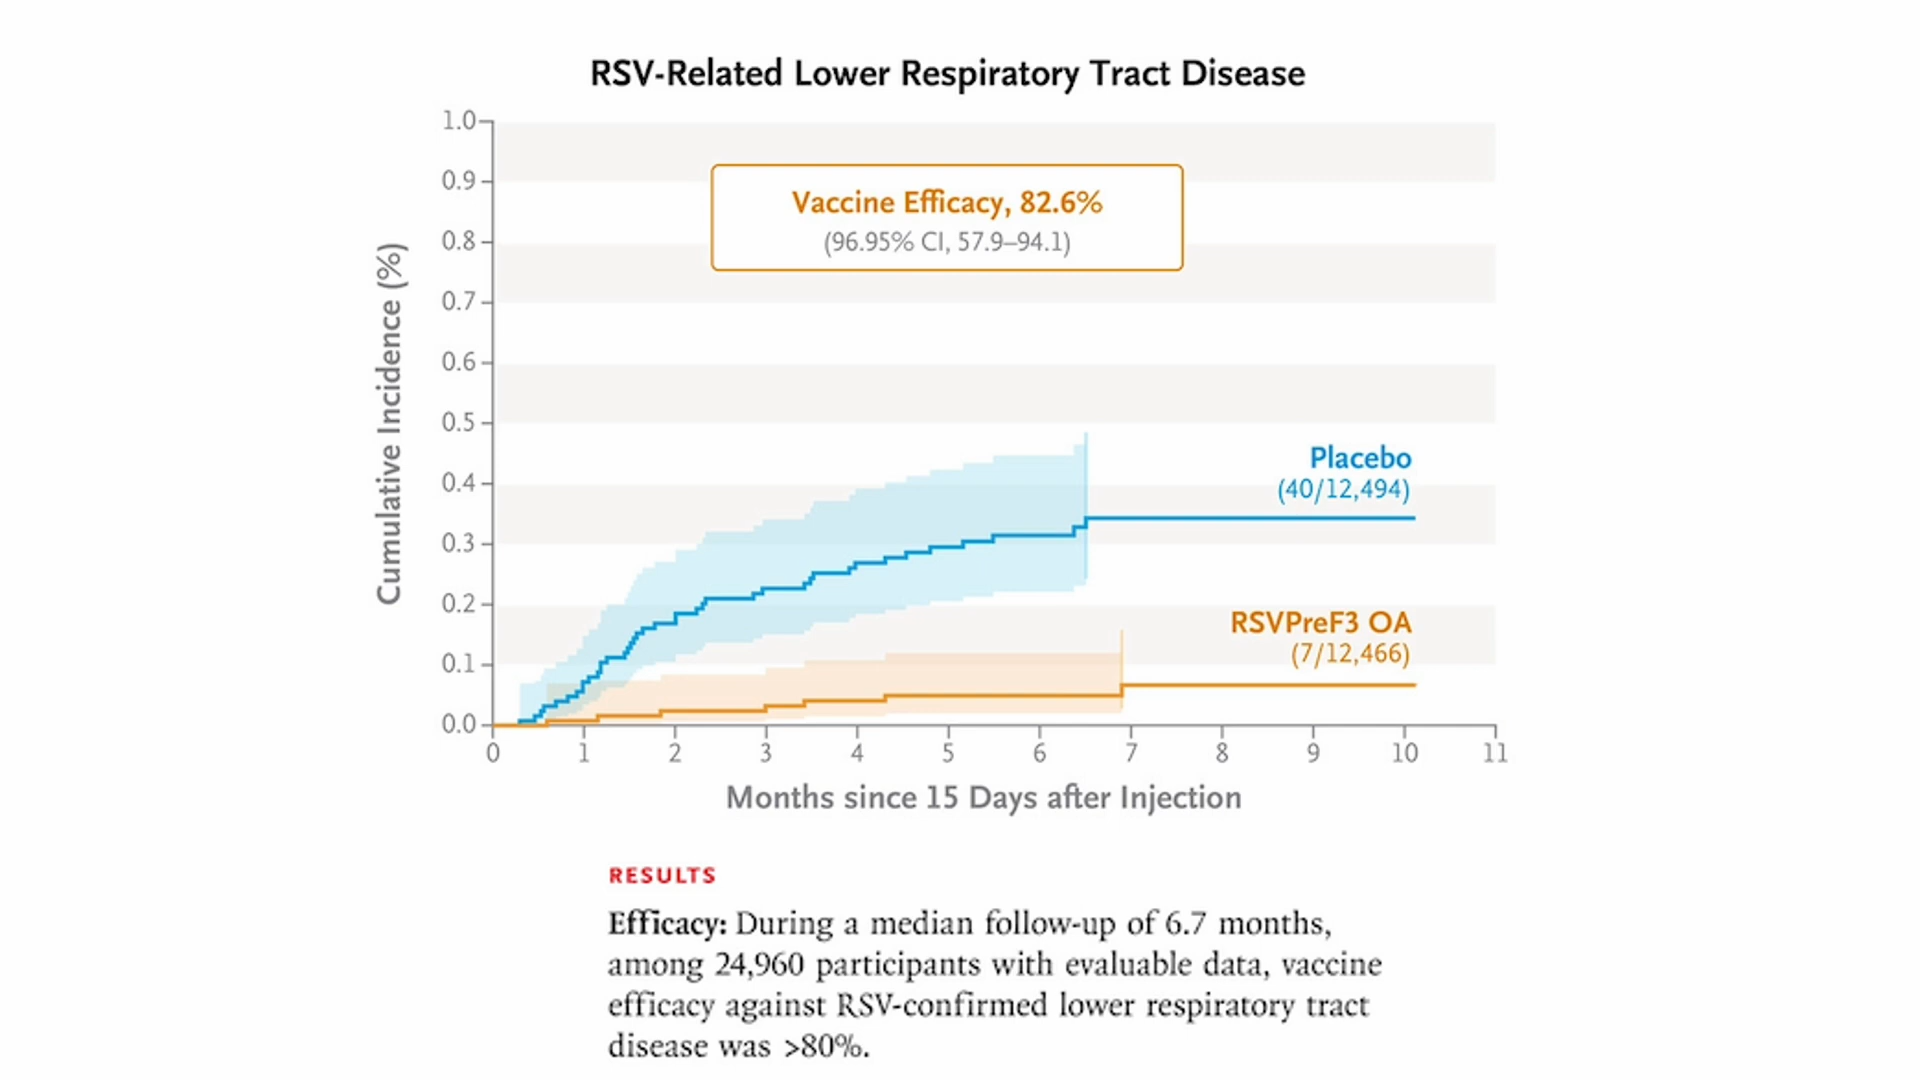 RSV-Related Lower Respiratory Tract Disease
1.0
0.9
0.8
0.7
0.6
0.5
0.4
0.3
0.2
0.1
0.0
Cumulative Incidence (%)
Vaccine Efficacy, 82.6%
(96.95% CI, 57.9–94.1)
Placebo
(40/12,494)
RSVPreF3 OA
(7/12,466)
0 1 2 3 4 5 6 7 8 9 10 11
Months since 15 Days after Injection
RESULTS
Efficacy: During a median follow-up of 6.7 months,
among 24,960 participants with evaluable data, vaccine
efficacy against RSV-confirmed lower respiratory tract
disease was >80%.